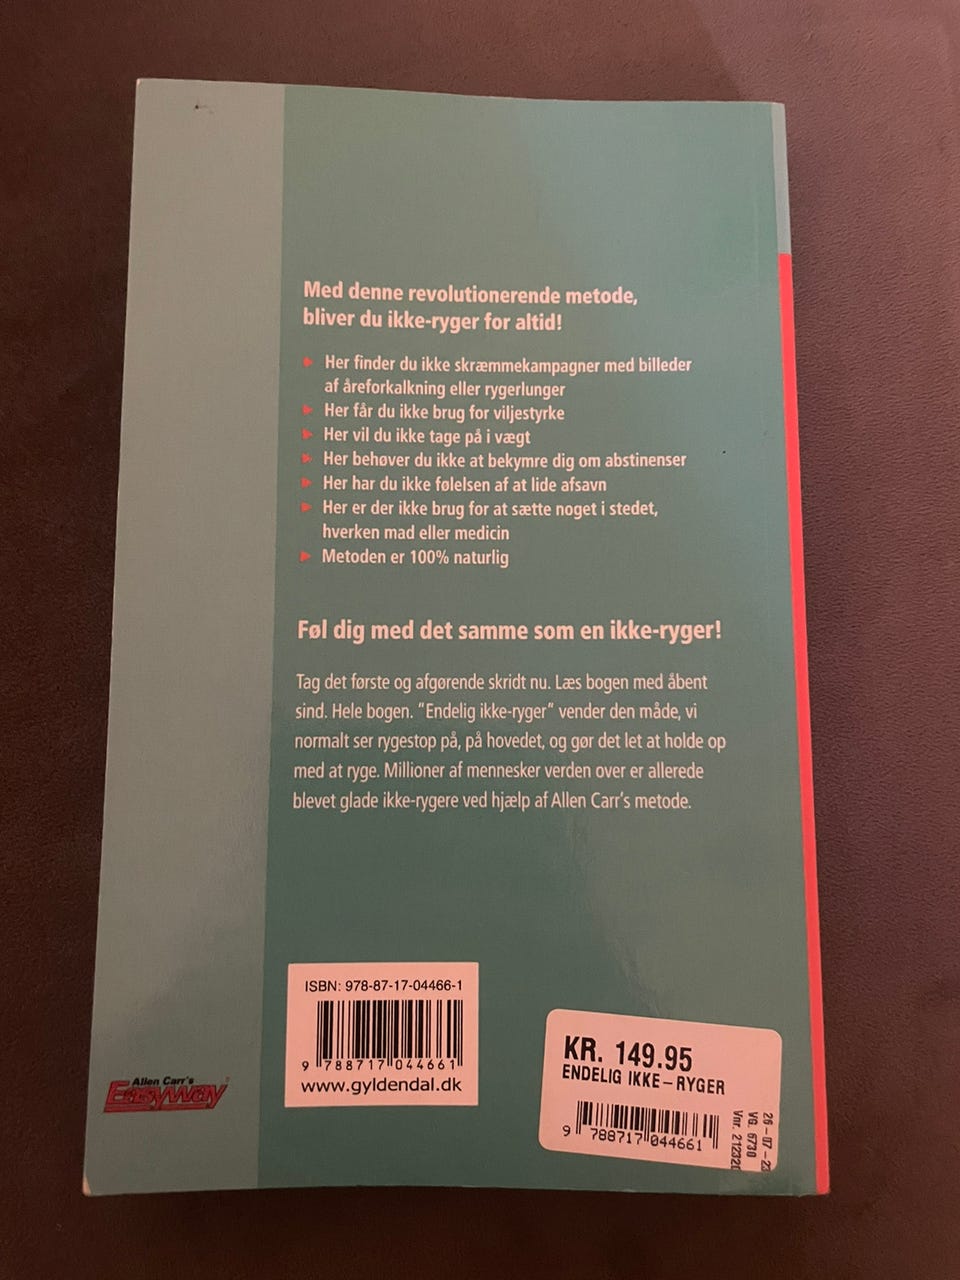 Med denne revolutionerende metode,
bliver du ikke-ryger for altid!
Her finder du ikke skræmmekampagner med billeder
af åreforkalkning eller rygerlunger
Her får du ikke brug for viljestyrke
Her vil du ikke tage på i vægt
Her behøver du ikke at bekymre dig om abstinenser
Her har du ikke følelsen af at lide afsavn
Her er der ikke brug for at sætte noget i stedet,
hverken mad eller medicin
Metoden er 100% naturlig
Føl dig med det samme som en ikke-ryger!
Tag det første og afgørende skridt nu. Læs bogen med åbent
sind. Hele bogen. "Endelig ikke-ryger" vender den måde, vi
normalt ser rygestop på, på hovedet, og gør det let at holde op
med at ryge. Millioner af mennesker verden over er allerede
blevet glade ikke-rygere ved hjælp af Allen Carr's metode.
ISBN: 978-87-17-04466-1
9 788717 044661
www.gyldendal.dk
Allen Carr's
Easyway
KR. 149.95
ENDELIG IKKE-RYGER
9 788717 044661
26-07-23
VG. 6730
Vnr.